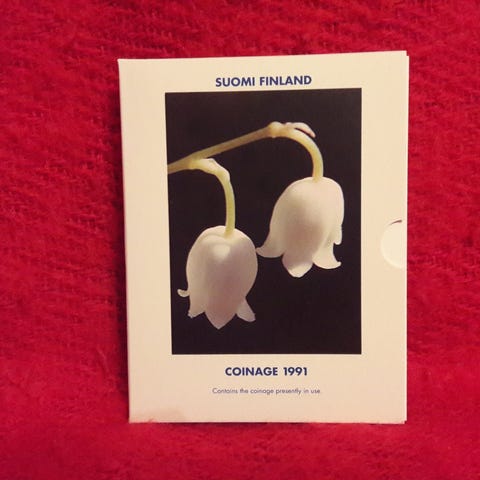 SUOMI FINLAND
COINAGE 1991
Contains the coinage presently in use.